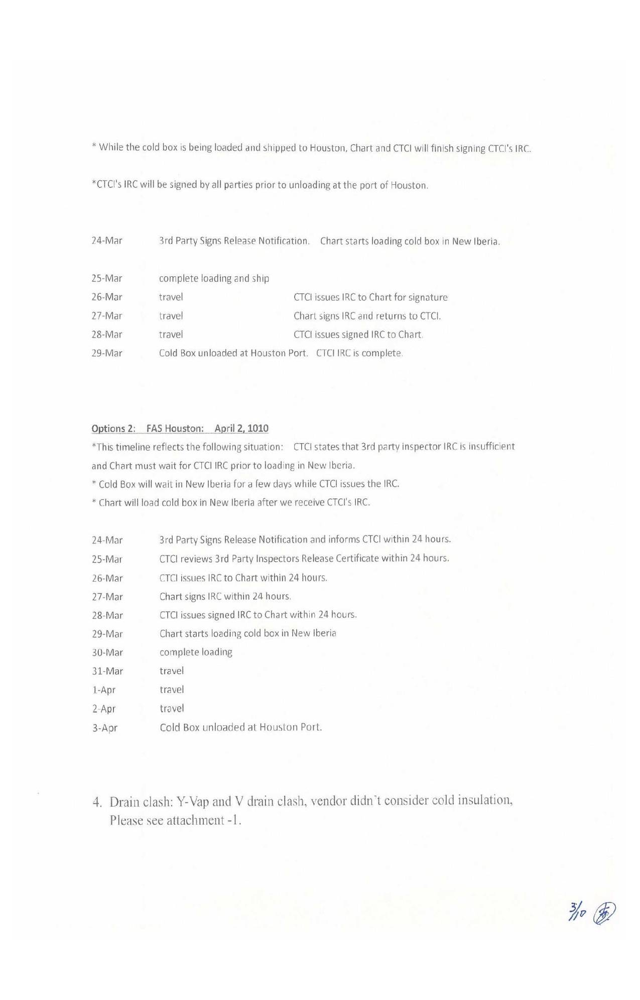 * While the cold box is being loaded and shipped to Houston, Chart and CTCI will finish signing CTCI's IRC.
*CTCI's IRC will be signed by all parties prior to unloading at the port of Houston.
24-Mar 3rd Party Signs Release Notification. Chart starts loading cold box in New Iberia.
25-Mar complete loading and ship
26-Mar travel CTCI issues IRC to Chart for signature
27-Mar travel Chart signs IRC and returns to CTCI.
28-Mar travel CTCI issues signed IRC to Chart.
29-Mar Cold Box unloaded at Houston Port. CTCI IRC is complete.
Options 2: FAS Houston: April 2, 1010
*This timeline reflects the following situation: CTCI states that 3rd party inspector IRC is insufficient
and Chart must wait for CTCI IRC prior to loading in New Iberia.
* Cold Box will wait in New Iberia for a few days while CTCI issues the IRC.
* Chart will load cold box in New Iberia after we receive CTCI's IRC.
24-Mar 3rd Party Signs Release Notification and informs CTCI within 24 hours.
25-Mar CTCI reviews 3rd Party Inspectors Release Certificate within 24 hours.
26-Mar CTCI issues IRC to Chart within 24 hours.
27-Mar Chart signs IRC within 24 hours.
28-Mar CTCI issues signed IRC to Chart within 24 hours.
29-Mar Chart starts loading cold box in New Iberia
30-Mar complete loading
31-Mar travel
1-Apr travel
2-Apr travel
3-Apr Cold Box unloaded at Houston Port.
4. Drain clash: Y-Vap and V drain clash, vendor didn't consider cold insulation,
Please see attachment -1.
3/10